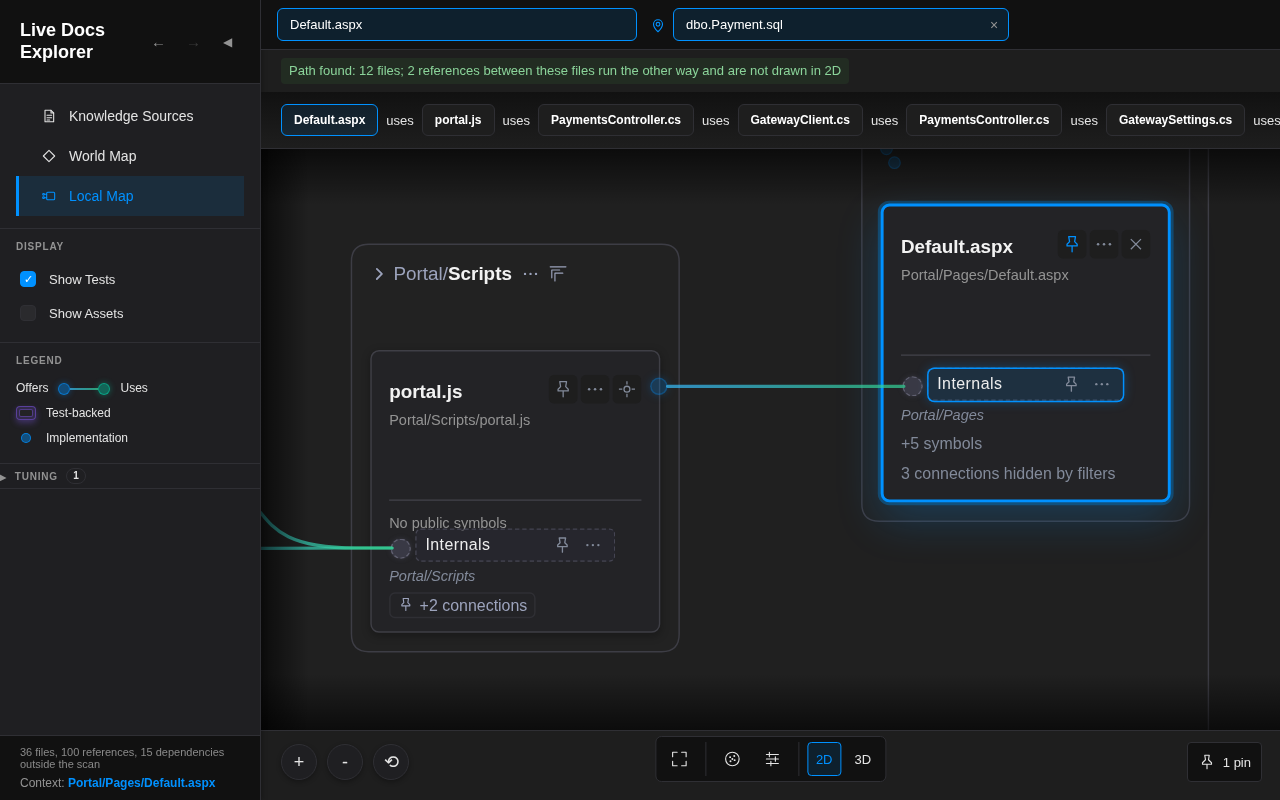 Live Docs
Explorer
Default.aspx
dbo.Payment.sql
Path found: 12 files; 2 references between these files run the other way and are not drawn in 2D
Default.aspx uses portal.js uses PaymentsController.cs uses GatewayClient.cs uses PaymentsController.cs uses GatewaySettings.cs uses
Knowledge Sources
World Map
Local Map
DISPLAY
Show Tests
Show Assets
LEGEND
Offers Uses
Test-backed
Implementation
TUNING 1
36 files, 100 references, 15 dependencies
outside the scan
Context: Portal/Pages/Default.aspx
Portal/Scripts
portal.js
Portal/Scripts/portal.js
No public symbols
Internals
Portal/Scripts
+2 connections
Default.aspx
Portal/Pages/Default.aspx
Internals
Portal/Pages
+5 symbols
3 connections hidden by filters
+ -
2D 3D
1 pin